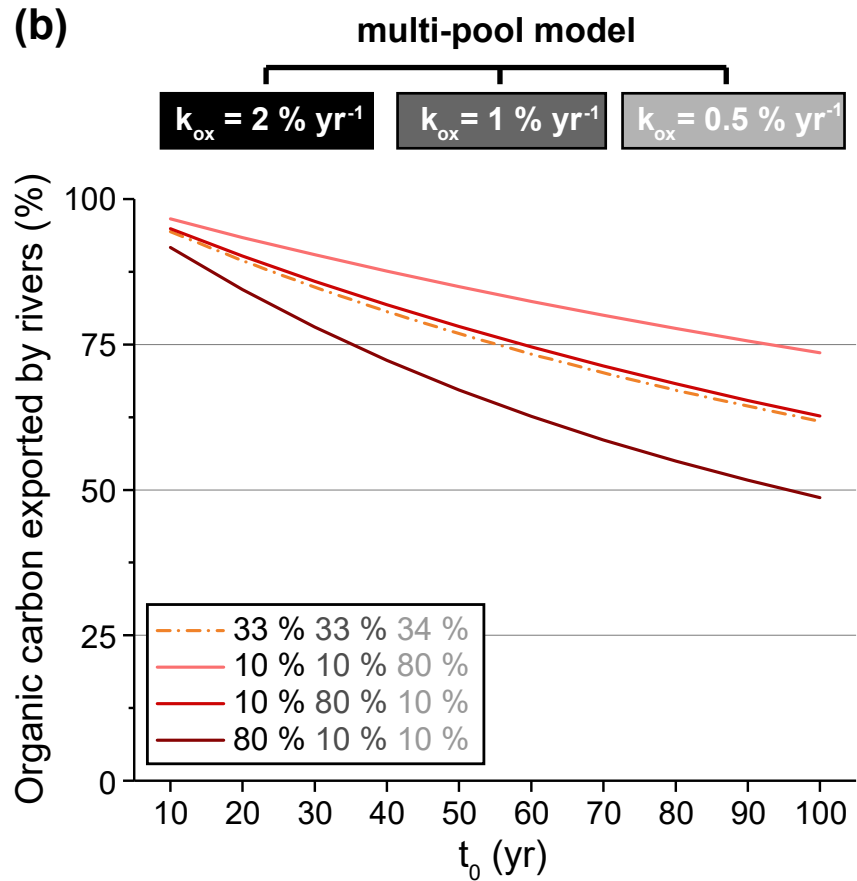 (b)
multi-pool model
kox = 2 % yr-1
kox = 1 % yr-1
kox = 0.5 % yr-1
Organic carbon exported by rivers (%)
100
75
50
25
0
33 % 33 % 34 %
10 % 10 % 80 %
10 % 80 % 10 %
80 % 10 % 10 %
10 20 30 40 50 60 70 80 90 100
t0 (yr)